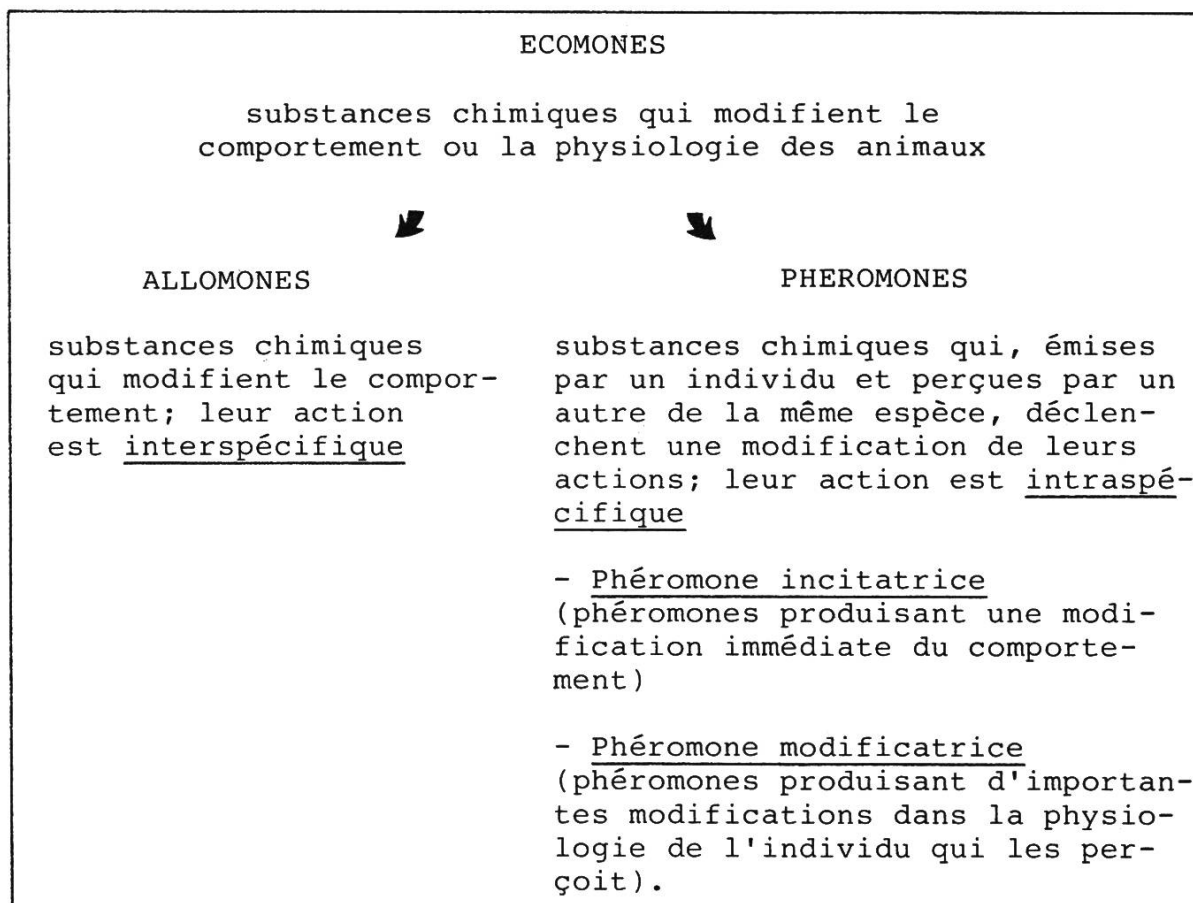 ECOMONES
substances chimiques qui modifient le
comportement ou la physiologie des animaux
ALLOMONES
substances chimiques
qui modifient le compor-
tement; leur action
est interspécifique
PHEROMONES
substances chimiques qui, émises
par un individu et perçues par un
autre de la même espèce, déclen-
chent une modification de leurs
actions; leur action est intraspé-
cifique
- Phéromone incitatrice
(phéromones produisant une modi-
fication immédiate du comporte-
ment)
- Phéromone modificatrice
(phéromones produisant d'importan-
tes modifications dans la physio-
logie de l'individu qui les per-
çoit).